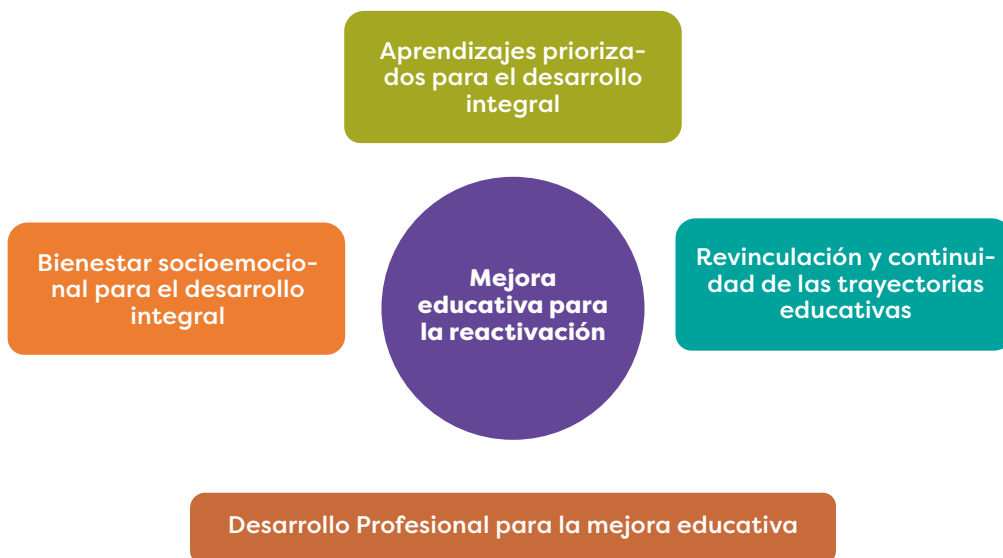 Aprendizajes prioriza-
dos para el desarrollo
integral
Bienestar socioemocio-
nal para el desarrollo
integral
Mejora
educativa para
la reactivación
Revinculación y continui-
dad de las trayectorias
educativas
Desarrollo Profesional para la mejora educativa